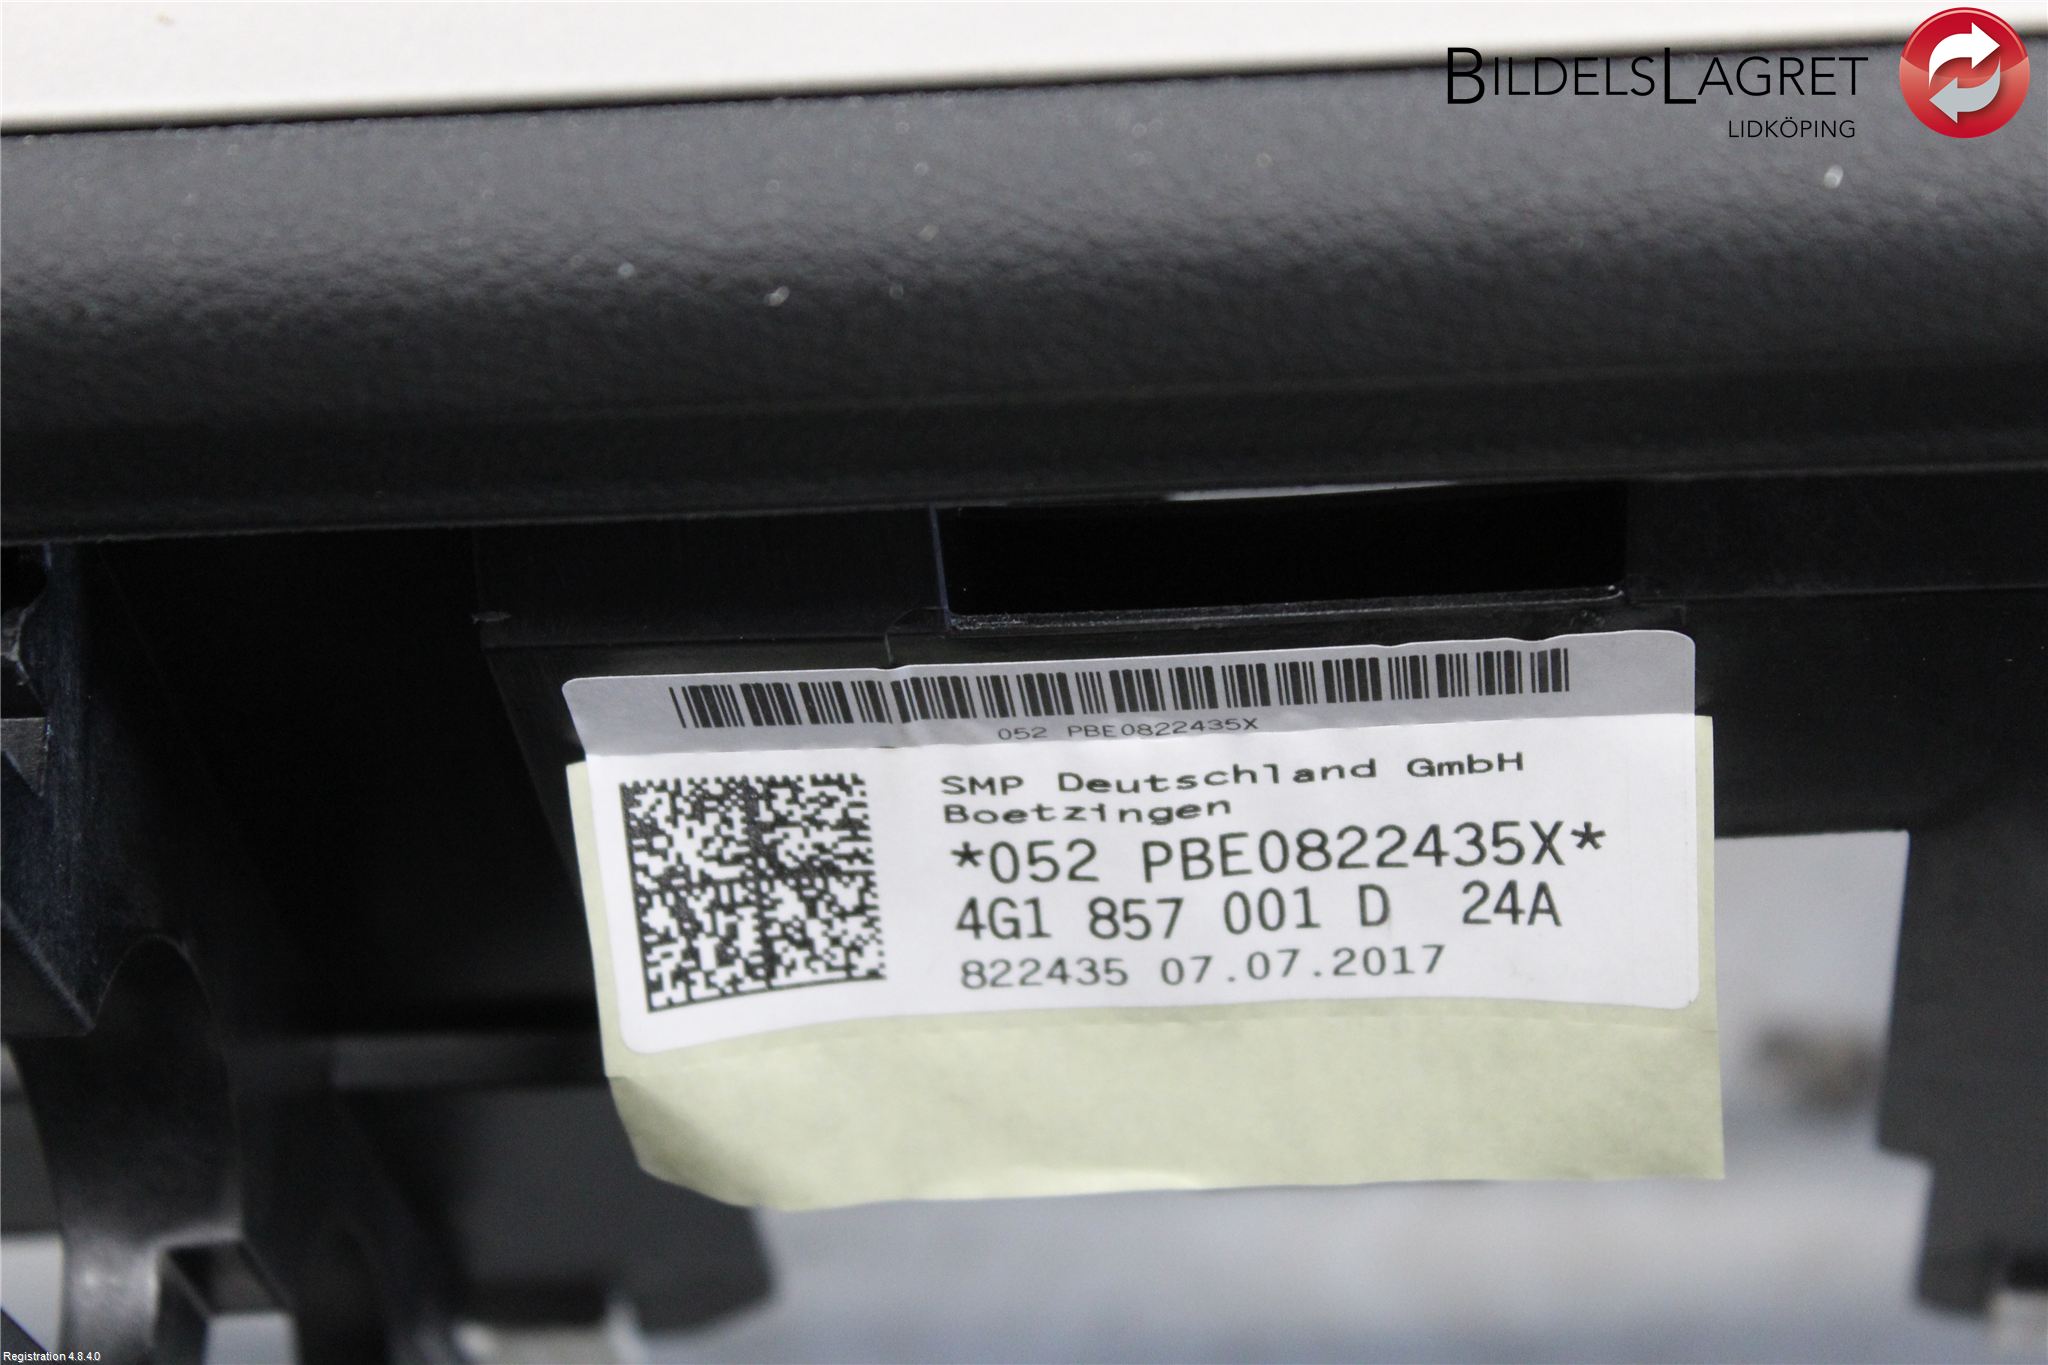 BILDELSLAGRET
LIDKÖPING
052 PBE0822435X
SMP Deutschland GmbH
Boetzingen
*052 PBE0822435X*
4G1 857 001 D 24A
822435 07.07.2017
Registration 4.8.4.0